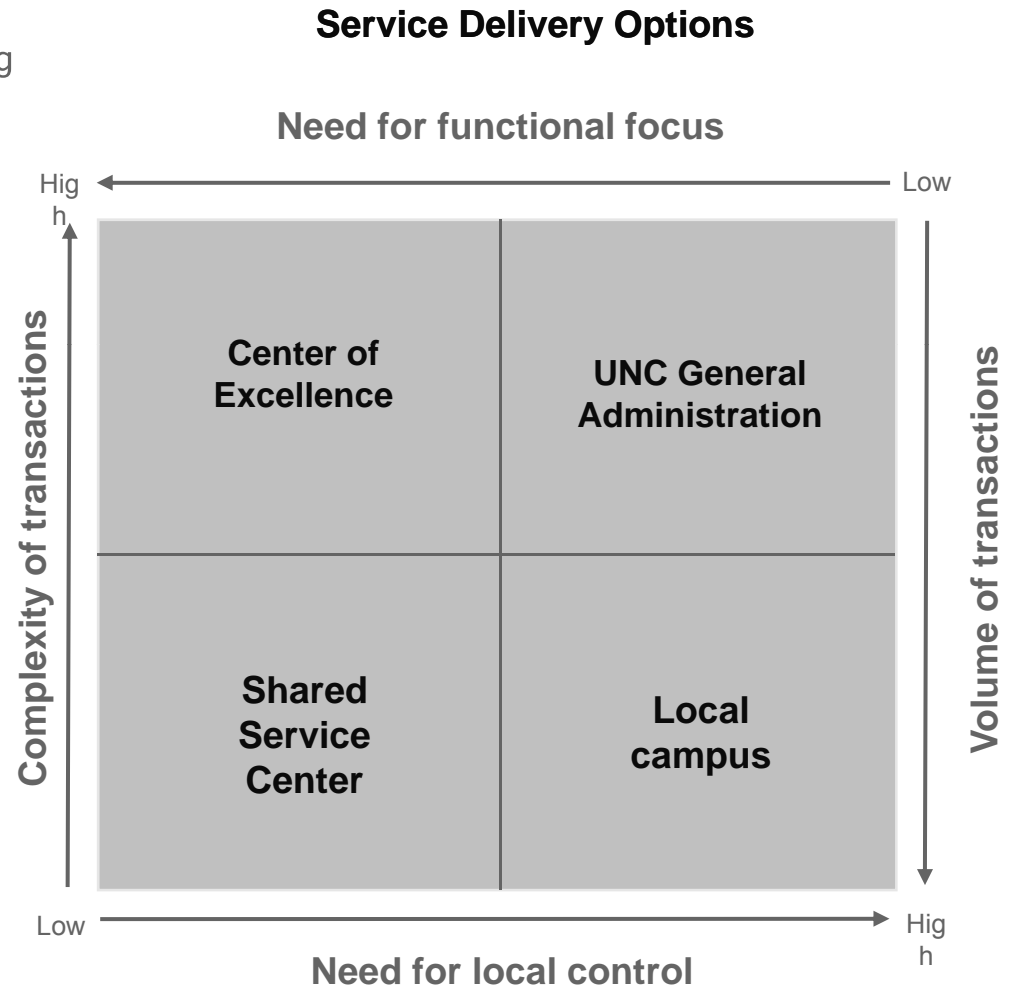 Service Delivery Options
g
Need for functional focus
Hig
h
Low
Complexity of transactions
Center of
Excellence
UNC General
Administration
Volume of transactions
Shared
Service
Center
Local
campus
Low
Hig
h
Need for local control